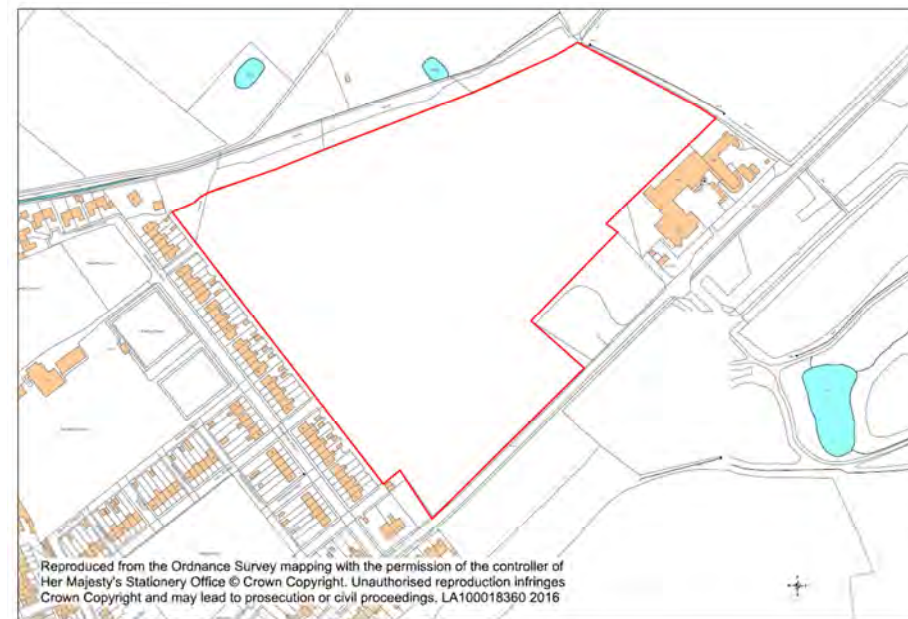 Reproduced from the Ordnance Survey mapping with the permission of the controller of
Her Majesty's Stationery Office © Crown Copyright. Unauthorised reproduction infringes
Crown Copyright and may lead to prosecution or civil proceedings. LA100018360 2016